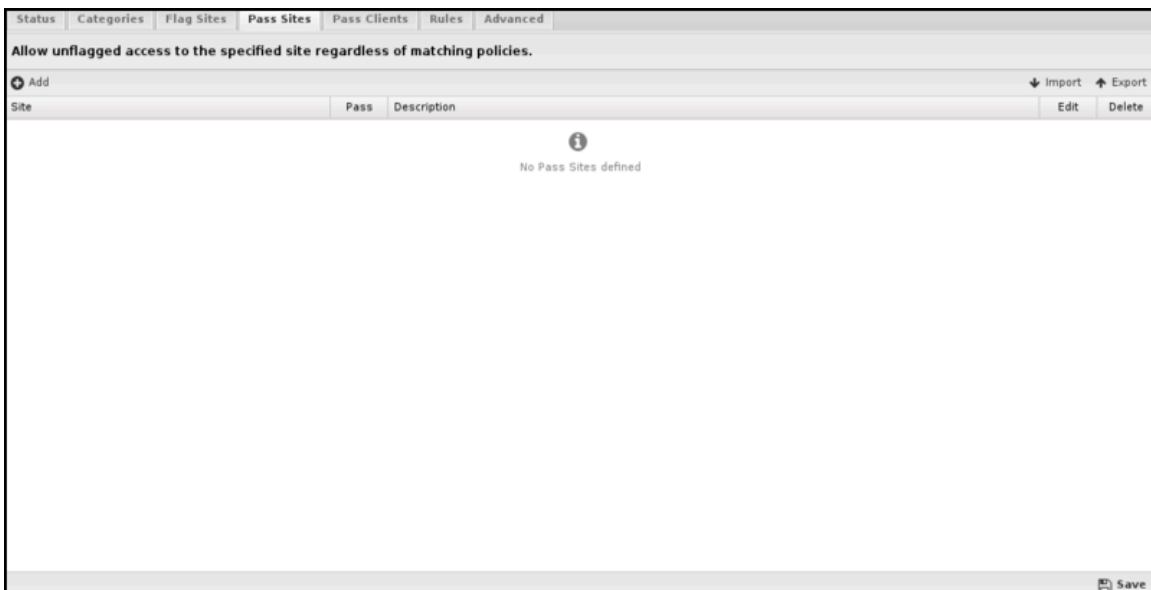 Status Categories Flag Sites Pass Sites Pass Clients Rules Advanced
Allow unflagged access to the specified site regardless of matching policies.
Add Import Export
Site Pass Description Edit Delete
No Pass Sites defined
Save